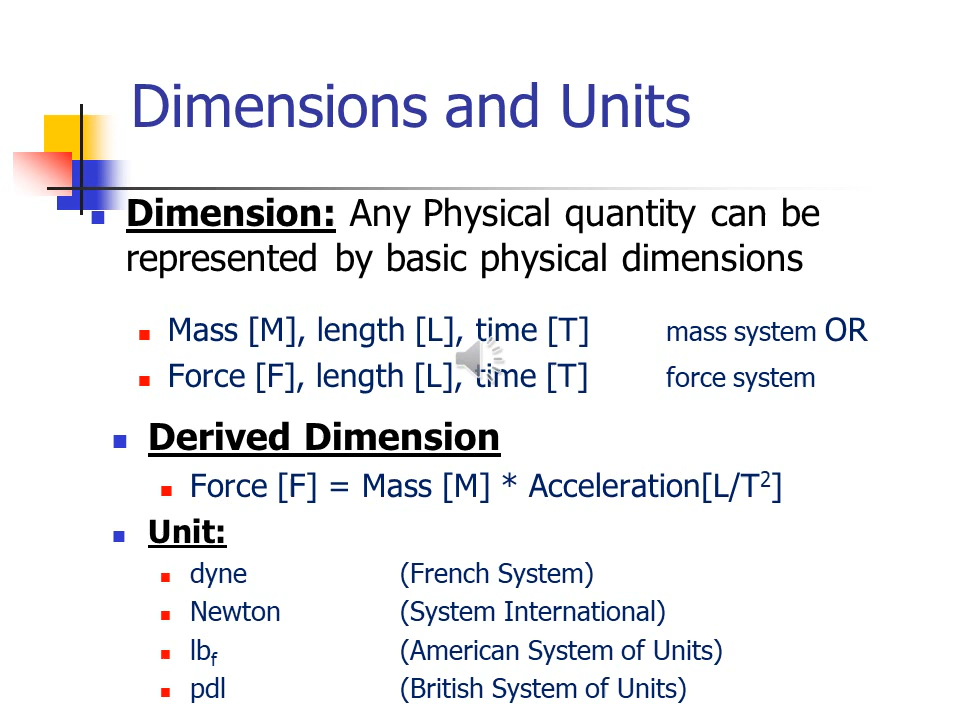 Dimensions and Units
Dimension: Any Physical quantity can be
represented by basic physical dimensions
Mass [M], length [L], time [T] mass system OR
Force [F], length [L], time [T] force system
Derived Dimension
Force [F] = Mass [M] * Acceleration[L/T²]
Unit:
dyne (French System)
Newton (System International)
lbf (American System of Units)
pdl (British System of Units)